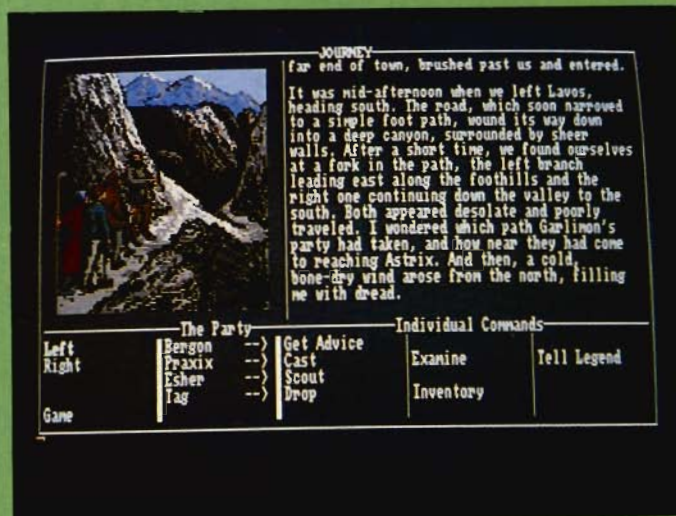 JOURNEY
far end of town, brushed past us and entered.
It was mid-afternoon when we left Lavos,
heading south. The road, which soon narrowed
to a simple foot path, wound its way down
into a deep canyon, surrounded by sheer
walls. After a short time, we found ourselves
at a fork in the path, the left branch
leading east along the foothills and the
right one continuing down the valley to the
south. Both appeared desolate and poorly
traveled. I wondered which path Garlimon's
party had taken, and how near they had come
to reaching Astrix. And then, a cold,
bone-dry wind arose from the north, filling
me with dread.
The Party Individual Commands
Left Bergon --> Get Advice
Right Praxix --> Cast Examine Tell Legend
Esher --> Scout
Tag --> Drop Inventory
Game